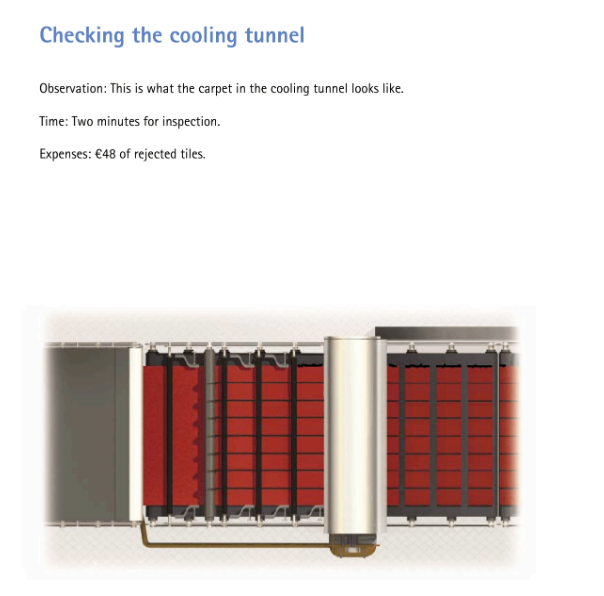 Checking the cooling tunnel
Observation: This is what the carpet in the cooling tunnel looks like.
Time: Two minutes for inspection.
Expenses: €48 of rejected tiles.